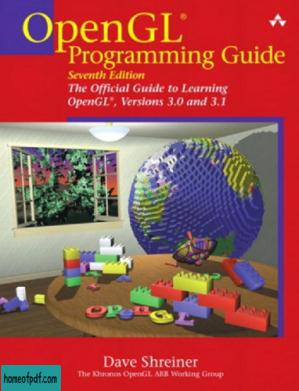 OpenGL®
Programming Guide
Seventh Edition
The Official Guide to Learning
OpenGL®, Versions 3.0 and 3.1
OpenGL
Dave Shreiner
The Khronos OpenGL ARB Working Group
homeofpdf.com